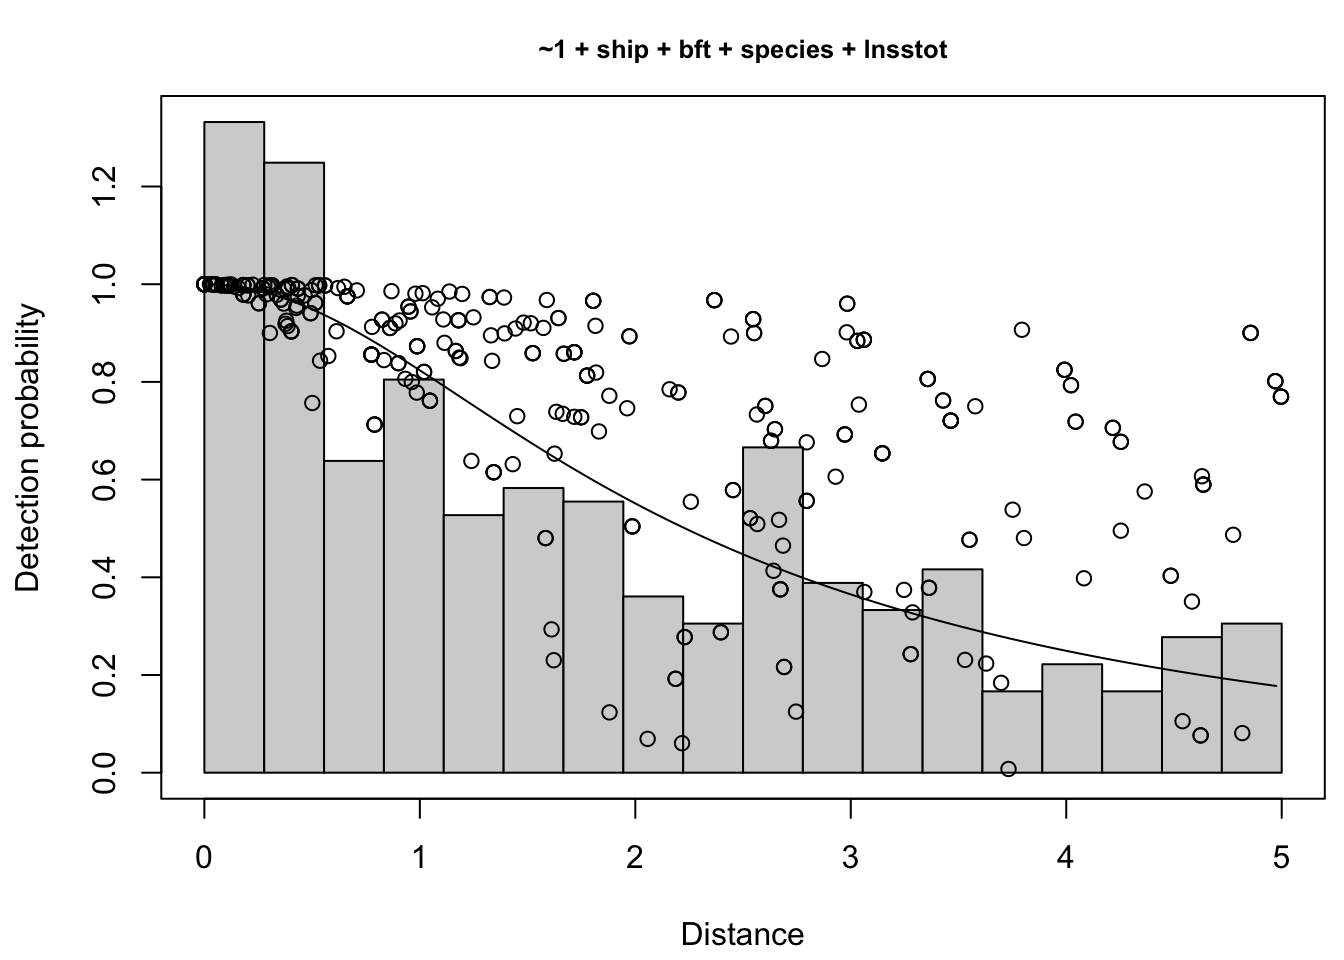 ~1 + ship + bft + species + lnsstot
Detection probability
1.2
1.0
0.8
0.6
0.4
0.2
0.0
0 1 2 3 4 5
Distance